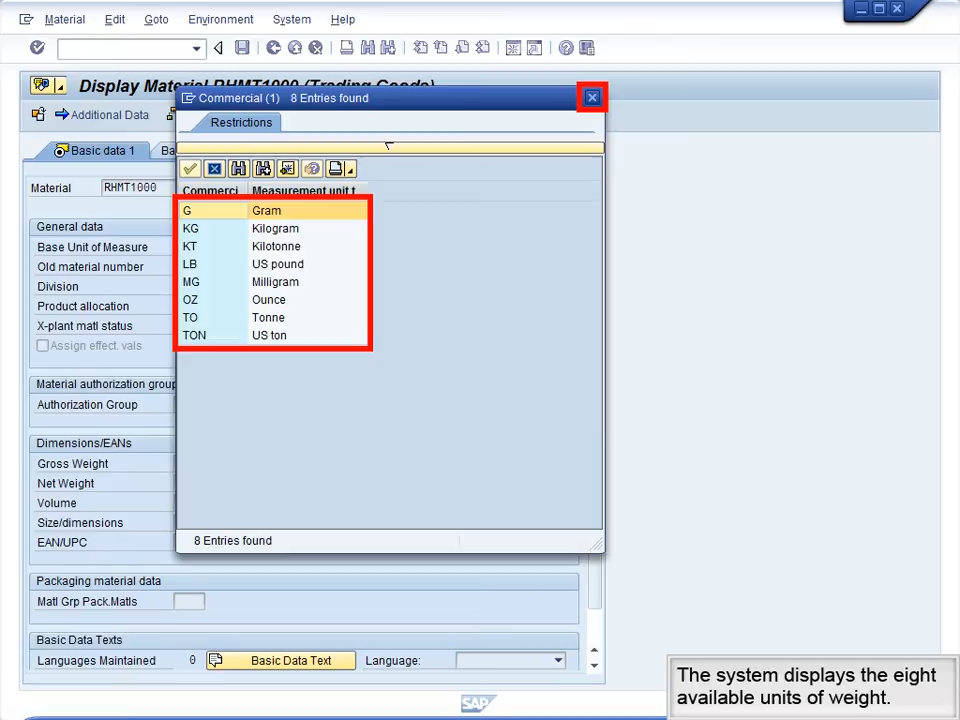 Material Edit Goto Environment System Help
Display Material RHMT1000 (Trading Goods)
Commercial (1) 8 Entries found
Additional Data
Restrictions
Basic data 1 Ba
Material RHMT1000
Commerci Measurement unit t
G Gram
KG Kilogram
KT Kilotonne
LB US pound
MG Milligram
OZ Ounce
TO Tonne
TON US ton
General data
Base Unit of Measure
Old material number
Division
Product allocation
X-plant matl status
Assign effect. vals
Material authorization group
Authorization Group
Dimensions/EANs
Gross Weight
Net Weight
Volume
Size/dimensions
EAN/UPC
8 Entries found
Packaging material data
Matl Grp Pack.Matls
Basic Data Texts
Languages Maintained 0 Basic Data Text Language:
The system displays the eight
available units of weight.
SAP